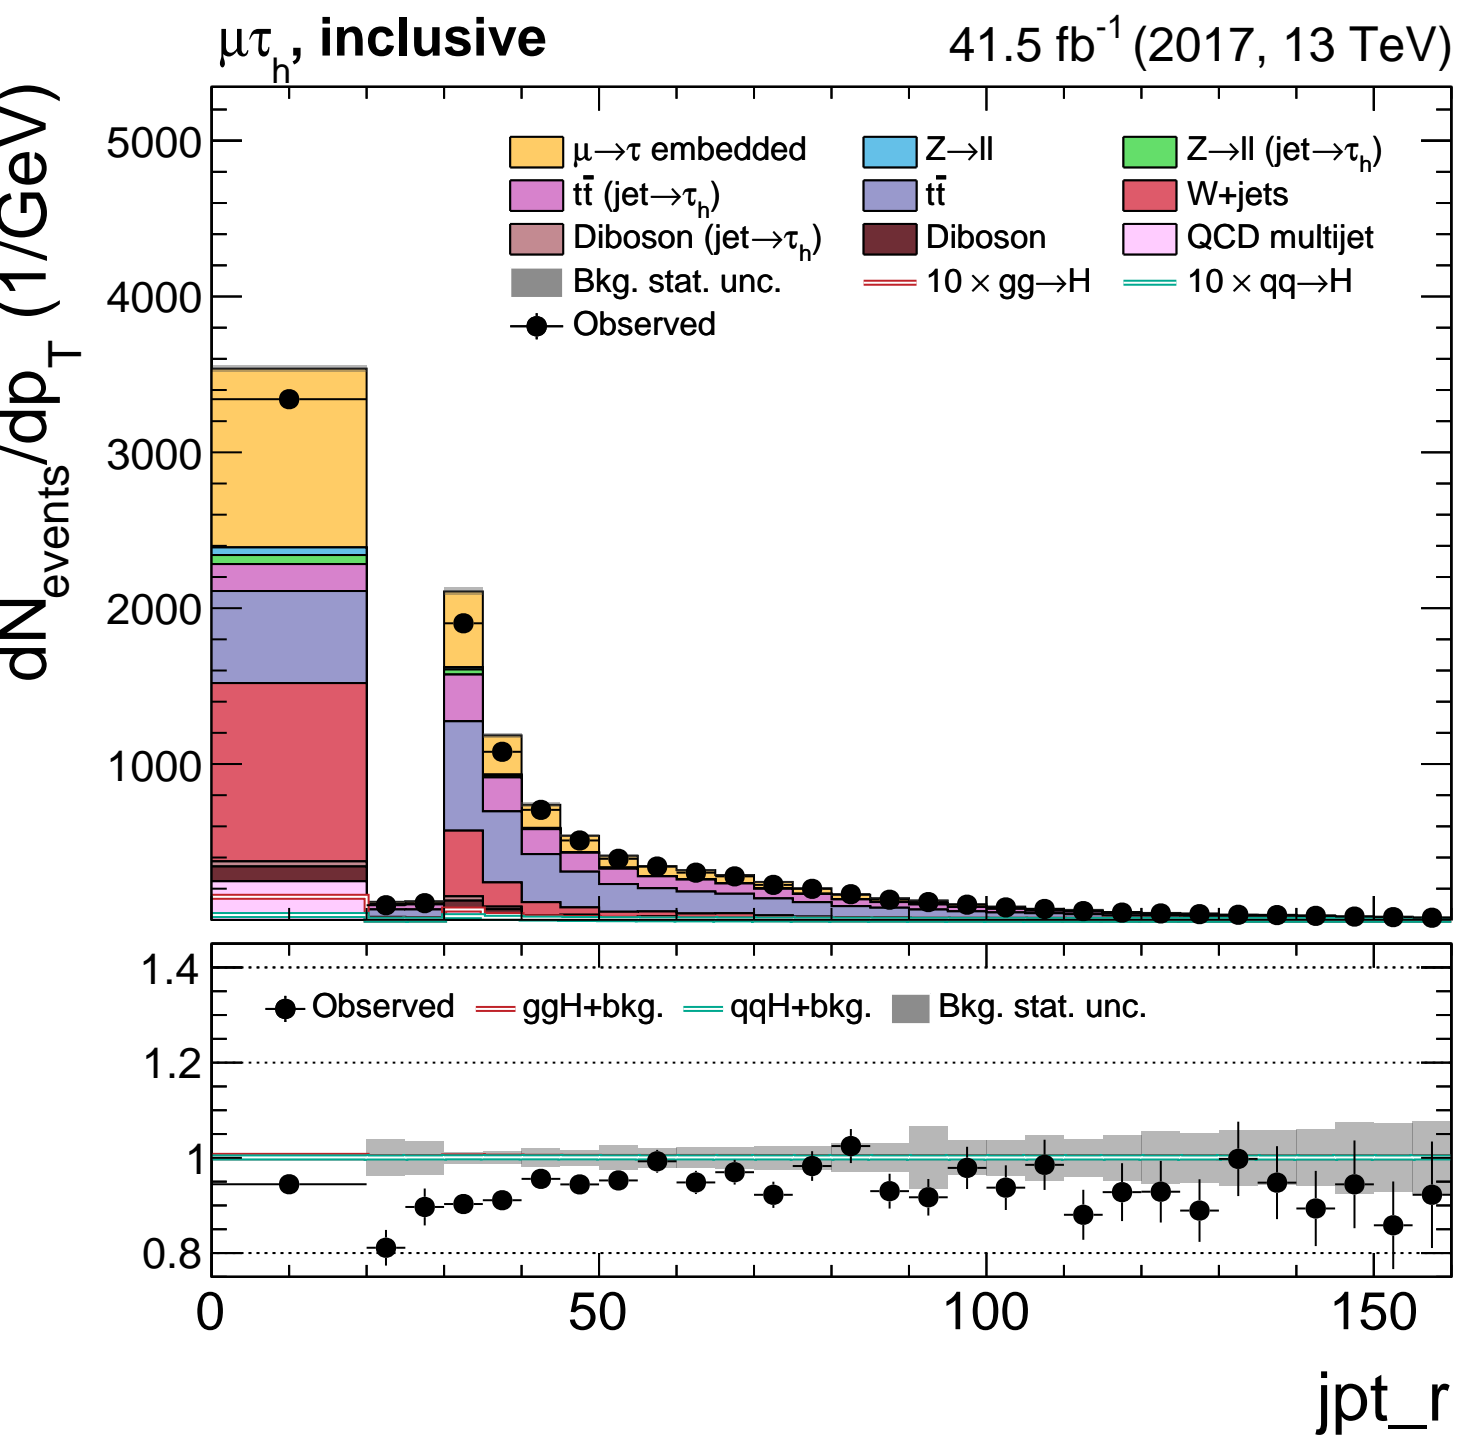 μτh, inclusive
41.5 fb-1 (2017, 13 TeV)
dNevents/dpT (1/GeV)
5000
4000
3000
2000
1000
μ→τ embedded
Z→ll
Z→ll (jet→τh)
tt̄ (jet→τh)
tt̄
W+jets
Diboson (jet→τh)
Diboson
QCD multijet
Bkg. stat. unc.
10 × gg→H
10 × qq→H
Observed
1.4
1.2
1
0.8
Observed
ggH+bkg.
qqH+bkg.
Bkg. stat. unc.
0
50
100
150
jpt_r